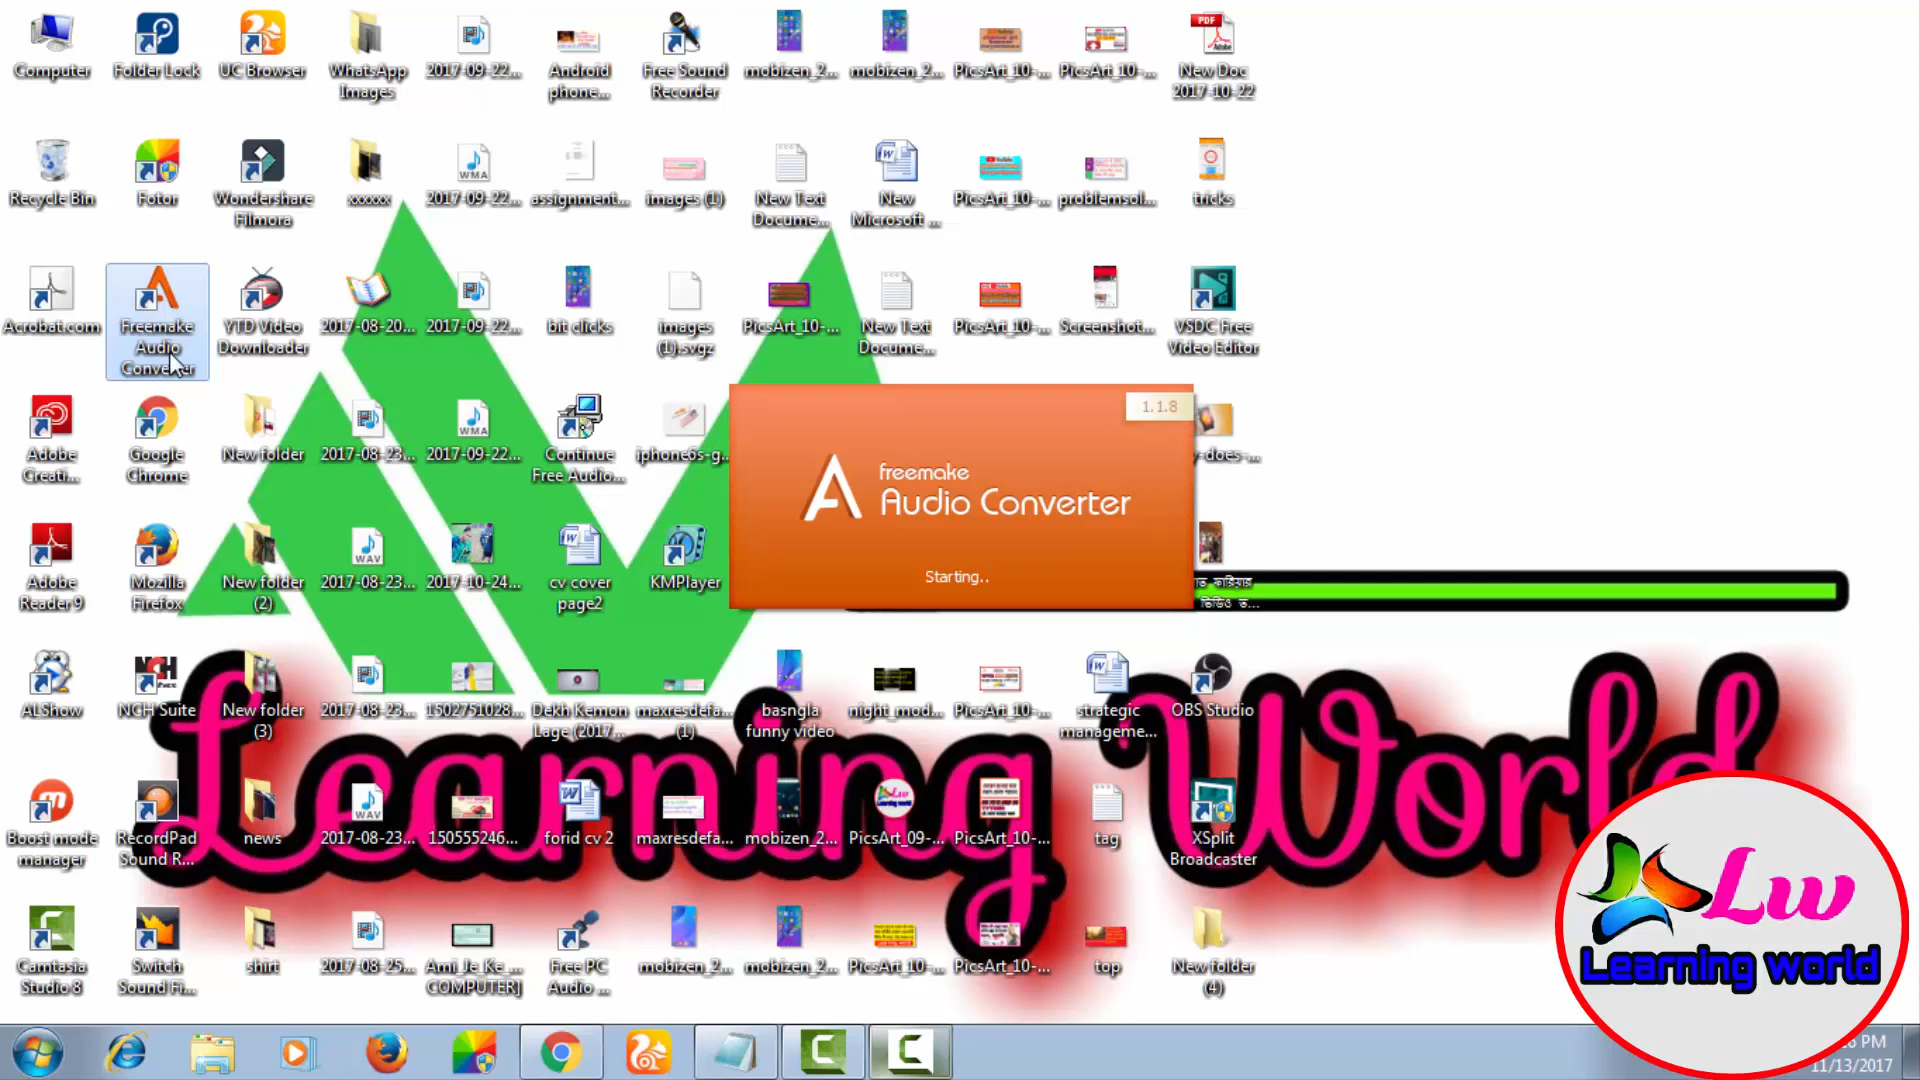 Computer
Folder Lock
UC Browser
WhatsApp
Images
2017-09-22...
Android
phone...
Free Sound
Recorder
mobizen_2...
mobizen_2...
PicsArt_10-...
PicsArt_10-...
New Doc
2017-10-22
Recycle Bin
Fotor
Wondershare
Filmora
xxxxxx
2017-09-22...
assignment...
images (1)
New Text
Docume...
New
Microsoft ...
PicsArt_10-...
problemsol...
tricks
Acrobat.com
Freemake
Audio
Converter
YTD Video
Downloader
2017-08-20...
2017-09-22...
bit clicks
images
(1).svgz
PicsArt_10-...
New Text
Docume...
PicsArt_10-...
Screenshot...
VSDC Free
Video Editor
Adobe
Creati...
Google
Chrome
New folder
2017-08-23...
2017-09-22...
Continue
Free Audio...
iphone6s-g...
1.1.8
freemake
Audio Converter
Starting..
y-does-...
Adobe
Reader 9
Mozilla
Firefox
New folder
(2)
2017-08-23...
2017-10-24...
cv cover
page2
KMPlayer
ত কারিয়ার
ভিডিও ত...
ALShow
NCH Suite
New folder
(3)
2017-08-23...
1502751028...
Dekh Kemon
Lage (2017...
maxresdefa...
(1)
basngla
funny video
night_mod...
PicsArt_10-...
strategic
manageme...
OBS Studio
Learning World
Boost mode
manager
RecordPad
Sound R...
news
2017-08-23...
150555246...
forid cv 2
maxresdefa...
mobizen_2...
PicsArt_09-...
PicsArt_10-...
tag
XSplit
Broadcaster
Camtasia
Studio 8
Switch
Sound Fi...
shirt
2017-08-25...
Ami_Je_Ke_...
COMPUTER]
Free PC
Audio ...
mobizen_2...
mobizen_2...
PicsArt_10-...
PicsArt_10-...
top
New folder
(4)
Lw
Learning world
PM
11/13/2017